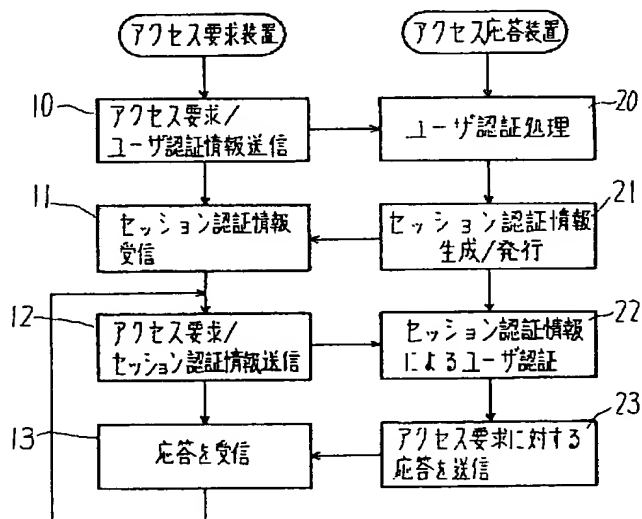 アクセス要求装置
アクセス応答装置
10
アクセス要求/
ユーザ認証情報送信
20
ユーザ認証処理
11
セッション認証情報
受信
21
セッション認証情報
生成/発行
12
アクセス要求/
セッション認証情報送信
22
セッション認証情報
によるユーザ認証
13
応答を受信
23
アクセス要求に対する
応答を送信